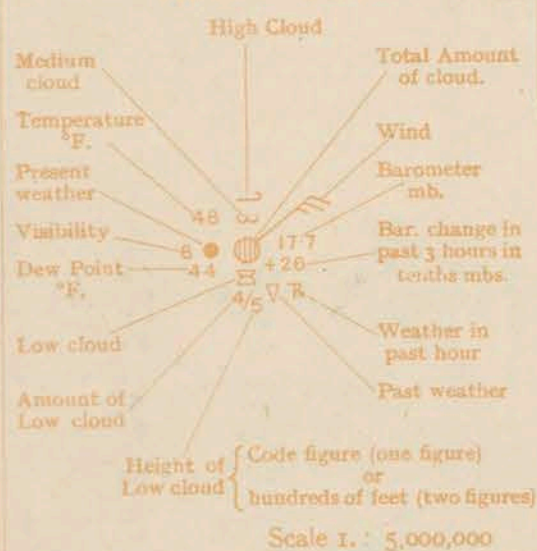 High Cloud
Medium
cloud
Total Amount
of cloud.
Temperature
°F.
Wind
Present
weather
Barometer
mb.
48
Visibility
6
17.7
Bar. change in
past 3 hours in
tenths mbs.
Dew Point
°F.
44
+26
4/5
Low cloud
Weather in
past hour
Amount of
Low cloud
Past weather
Height of
Low cloud
Code figure (one figure)
or
hundreds of feet (two figures)
Scale 1. : 5,000,000